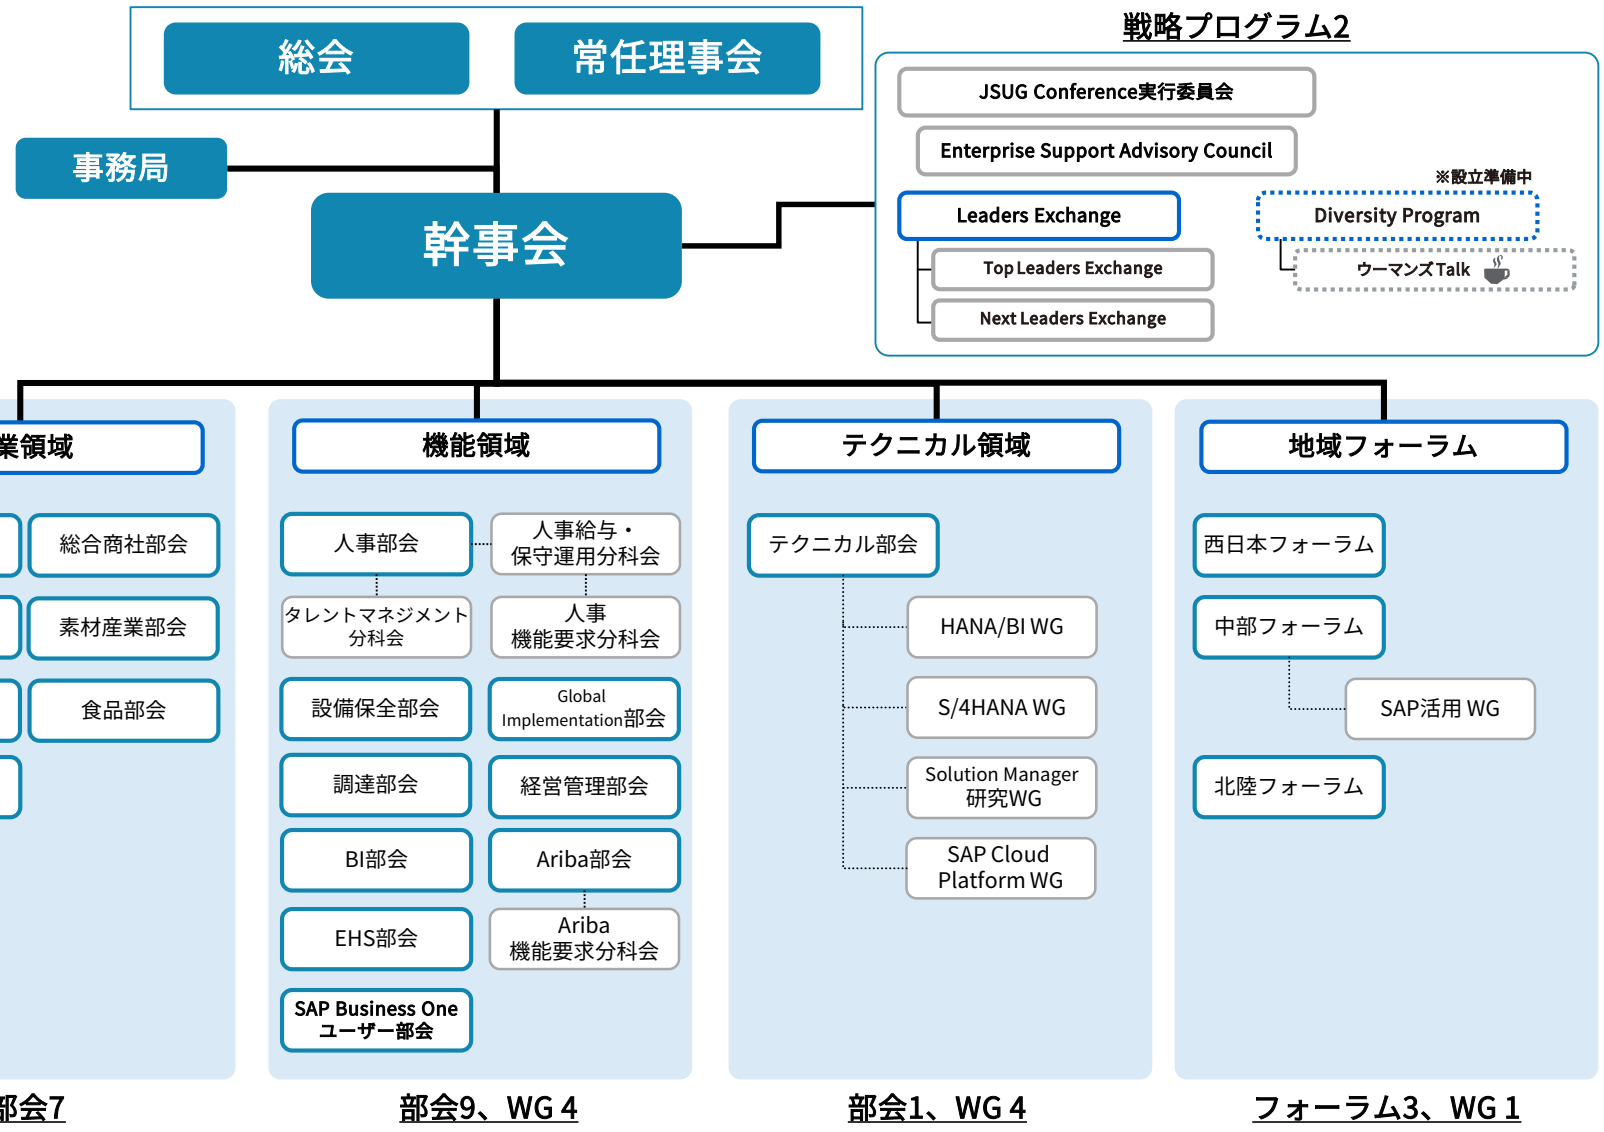 総会
常任理事会
事務局
幹事会
戦略プログラム2
JSUG Conference実行委員会
Enterprise Support Advisory Council
※設立準備中
Leaders Exchange
Diversity Program
Top Leaders Exchange
ウーマンズTalk
Next Leaders Exchange
業領域
総合商社部会
素材産業部会
食品部会
部会7
機能領域
人事部会
人事給与・
保守運用分科会
タレントマネジメント
分科会
人事
機能要求分科会
設備保全部会
Global
Implementation部会
調達部会
経営管理部会
BI部会
Ariba部会
EHS部会
Ariba
機能要求分科会
SAP Business One
ユーザー部会
部会9、WG 4
テクニカル領域
テクニカル部会
HANA/BI WG
S/4HANA WG
Solution Manager
研究WG
SAP Cloud
Platform WG
部会1、WG 4
地域フォーラム
西日本フォーラム
中部フォーラム
SAP活用 WG
北陸フォーラム
フォーラム3、WG 1